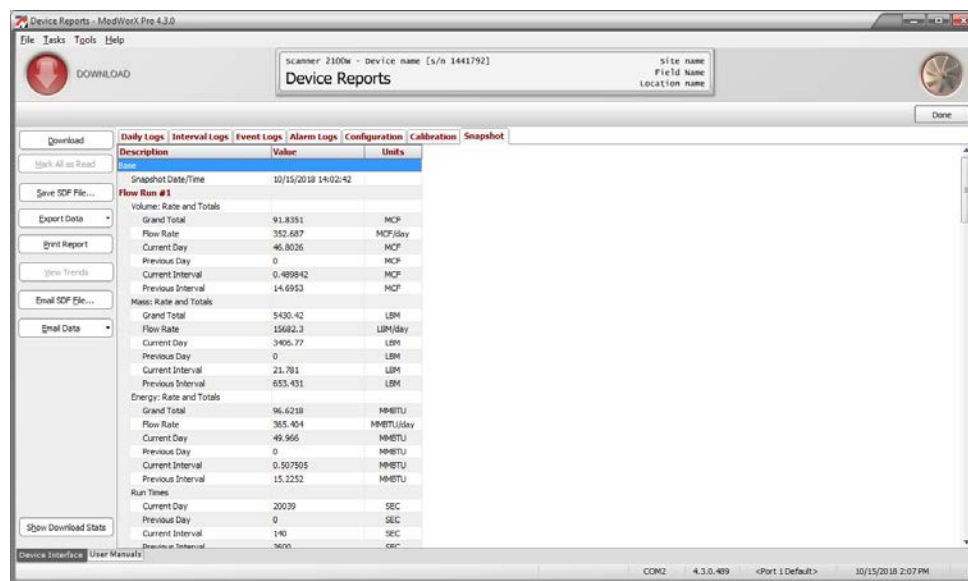 Device Reports - ModWorX Pro 4.3.0
File Tasks Tools Help
DOWNLOAD
Scanner 2100w - Device name [s/n 1441792]
Device Reports
Site name
Field Name
Location name
Done
Download
Mark All as Read
Save SDF File...
Export Data
Print Report
View Trends
Email SDF File...
Email Data
Show Download Stats
Daily Logs Interval Logs Event Logs Alarm Logs Configuration Calibration Snapshot
Description Value Units
Base
Snapshot Date/Time 10/15/2018 14:02:42
Flow Run #1
Volume: Rate and Totals
Grand Total 91.8351 MCF
Flow Rate 352.687 MCF/day
Current Day 46.8026 MCF
Previous Day 0 MCF
Current Interval 0.489842 MCF
Previous Interval 14.6953 MCF
Mass: Rate and Totals
Grand Total 5430.42 LBM
Flow Rate 15682.3 LBM/day
Current Day 3406.77 LBM
Previous Day 0 LBM
Current Interval 21.781 LBM
Previous Interval 653.431 LBM
Energy: Rate and Totals
Grand Total 96.6218 MMBTU
Flow Rate 365.404 MMBTU/day
Current Day 49.966 MMBTU
Previous Day 0 MMBTU
Current Interval 0.507505 MMBTU
Previous Interval 15.2252 MMBTU
Run Times
Current Day 20039 SEC
Previous Day 0 SEC
Current Interval 140 SEC
Previous Interval 3600 SEC
Device Interface User Manuals
COM2 4.3.0.489 <Port 1 Default> 10/15/2018 2:07 PM